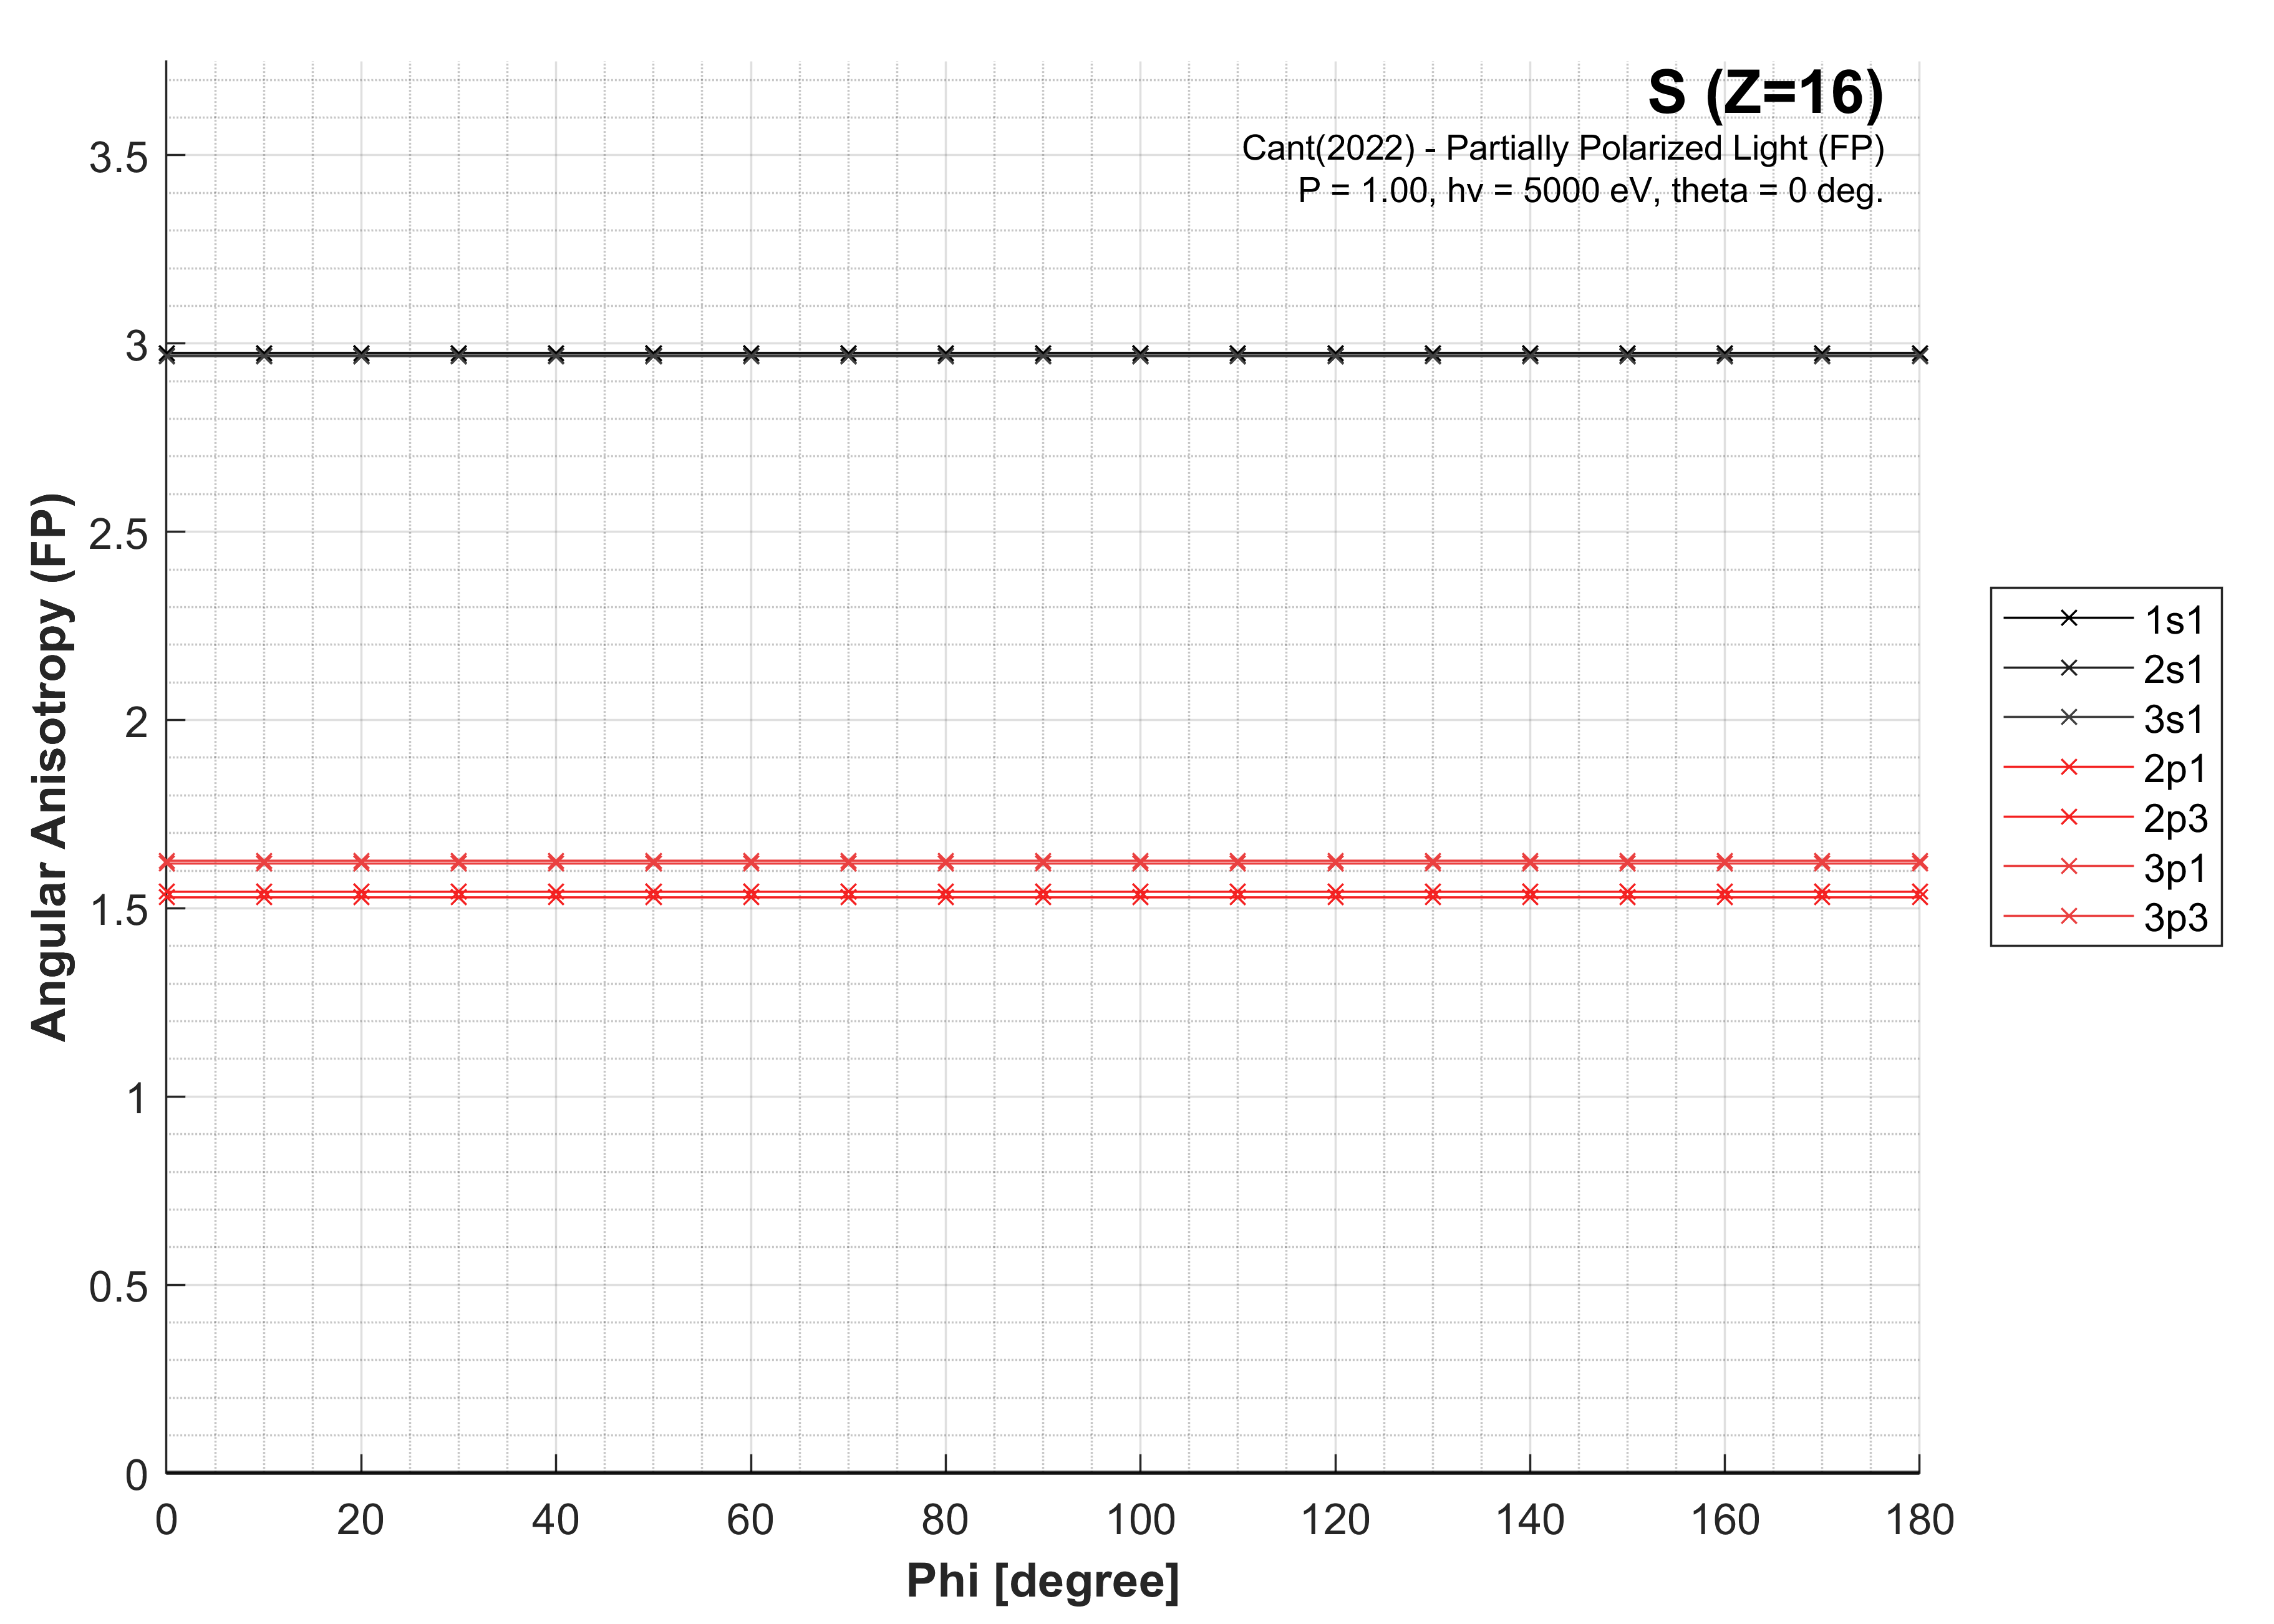 S (Z=16)
Cant(2022) - Partially Polarized Light (FP)
P = 1.00, hv = 5000 eV, theta = 0 deg.
Angular Anisotropy (FP)
3.5
3
2.5
2
1.5
1
0.5
0
0 20 40 60 80 100 120 140 160 180
Phi [degree]
1s1
2s1
3s1
2p1
2p3
3p1
3p3